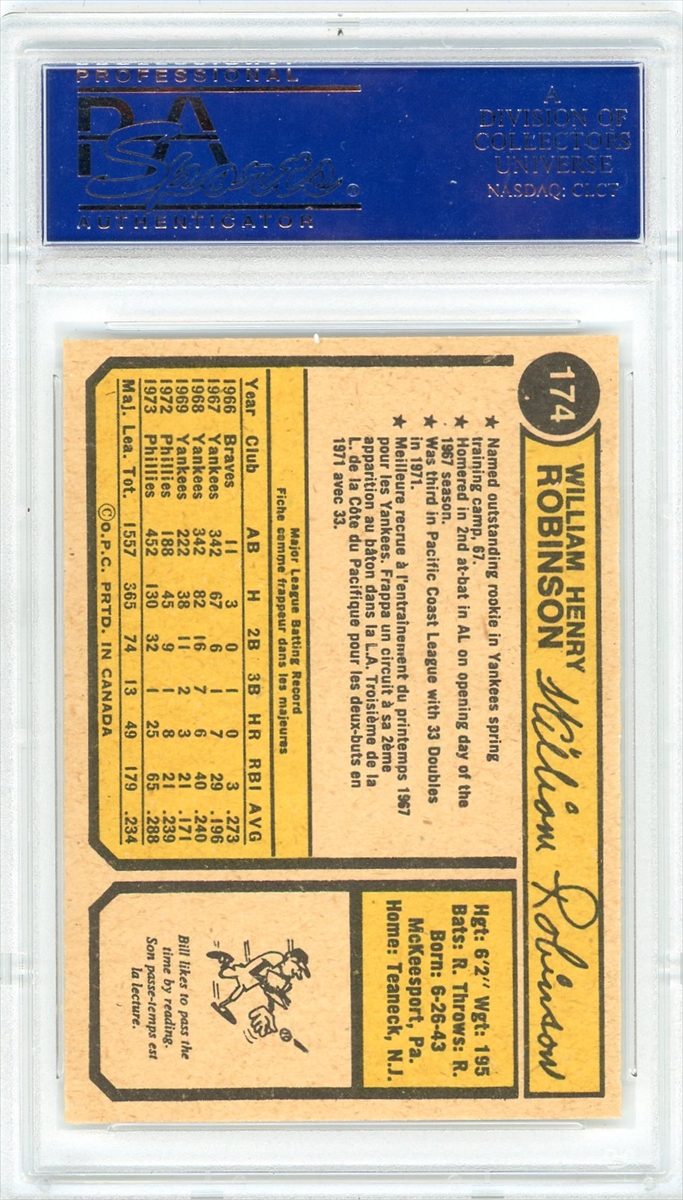 PROFESSIONAL
PSA
Sports ®
AUTHENTICATOR
A
DIVISION OF
COLLECTORS
UNIVERSE
NASDAQ: CLCT
174
WILLIAM HENRY
ROBINSON
William Robinson
★ Named outstanding rookie in Yankees spring
training camp, 67.
★ Homered in 2nd at-bat in AL on opening day of the
1967 season.
★ Was third in Pacific Coast League with 33 Doubles
in 1971.
★ Meilleure recrue à l'entrainement du printemps 1967
pour les Yankees. Frappa un circuit à sa 2ème
apparition au bâton dans la L.A. Troisième de la
L. de la Côte du Pacifique pour les deux-buts en
1971 avec 33.
Major League Batting Record
Fiche comme frappeur dans les majeures
Year Club AB H 2B 3B HR RBI AVG
1966 Braves 11 3 0 1 0 3 .273
1967 Yankees 342 67 6 1 7 29 .196
1968 Yankees 342 82 16 7 6 40 .240
1969 Yankees 222 38 11 2 3 21 .171
1972 Phillies 188 45 9 1 8 21 .239
1973 Phillies 452 130 32 1 25 65 .288
Maj. Lea. Tot. 1557 365 74 13 49 179 .234
©O.P.C. PRTD. IN CANADA
Hgt: 6'2" Wgt: 195
Bats: R. Throws: R.
Born: 6-26-43
McKeesport, Pa.
Home: Teaneck, N.J.
Bill likes to pass the
time by reading.
Son passe-temps est
la lecture.